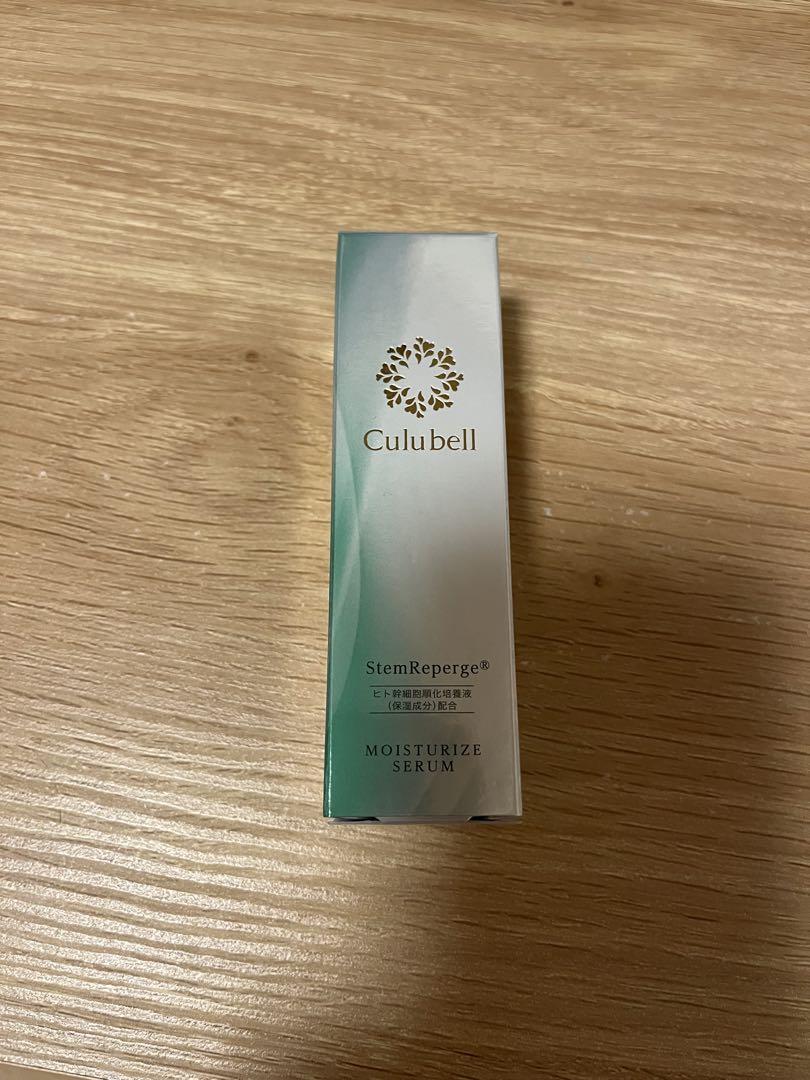 Culubell
StemReperge®
ヒト幹細胞順化培養液
（保湿成分）配合
MOISTURIZE
SERUM